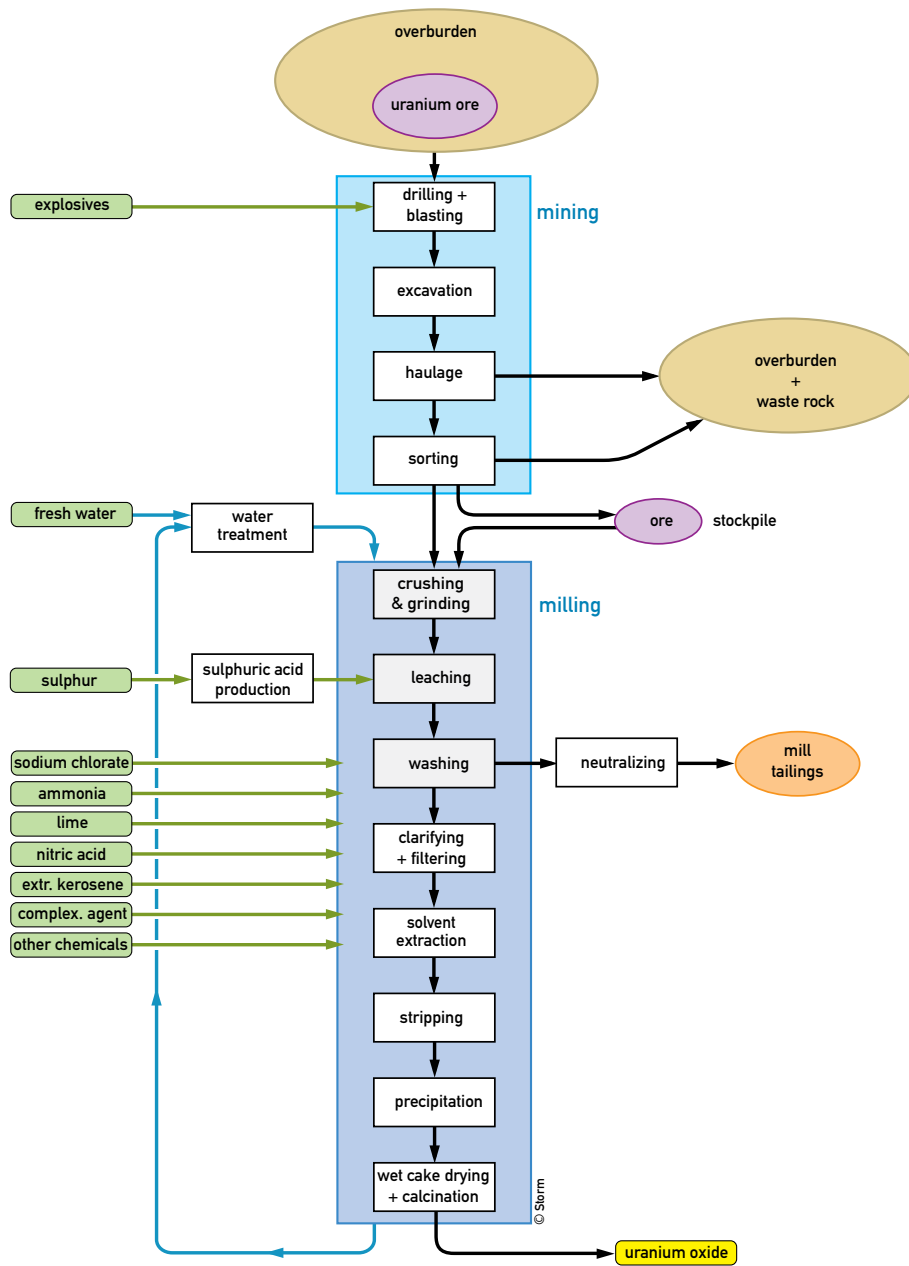 overburden
uranium ore
explosives
drilling +
blasting
mining
excavation
haulage
overburden
+
waste rock
sorting
fresh water
water
treatment
ore
stockpile
crushing
& grinding
milling
sulphur
sulphuric acid
production
leaching
sodium chlorate
washing
neutralizing
mill
tailings
ammonia
lime
clarifying
+ filtering
nitric acid
extr. kerosene
complex. agent
solvent
extraction
other chemicals
stripping
precipitation
wet cake drying
+ calcination
© Storm
uranium oxide